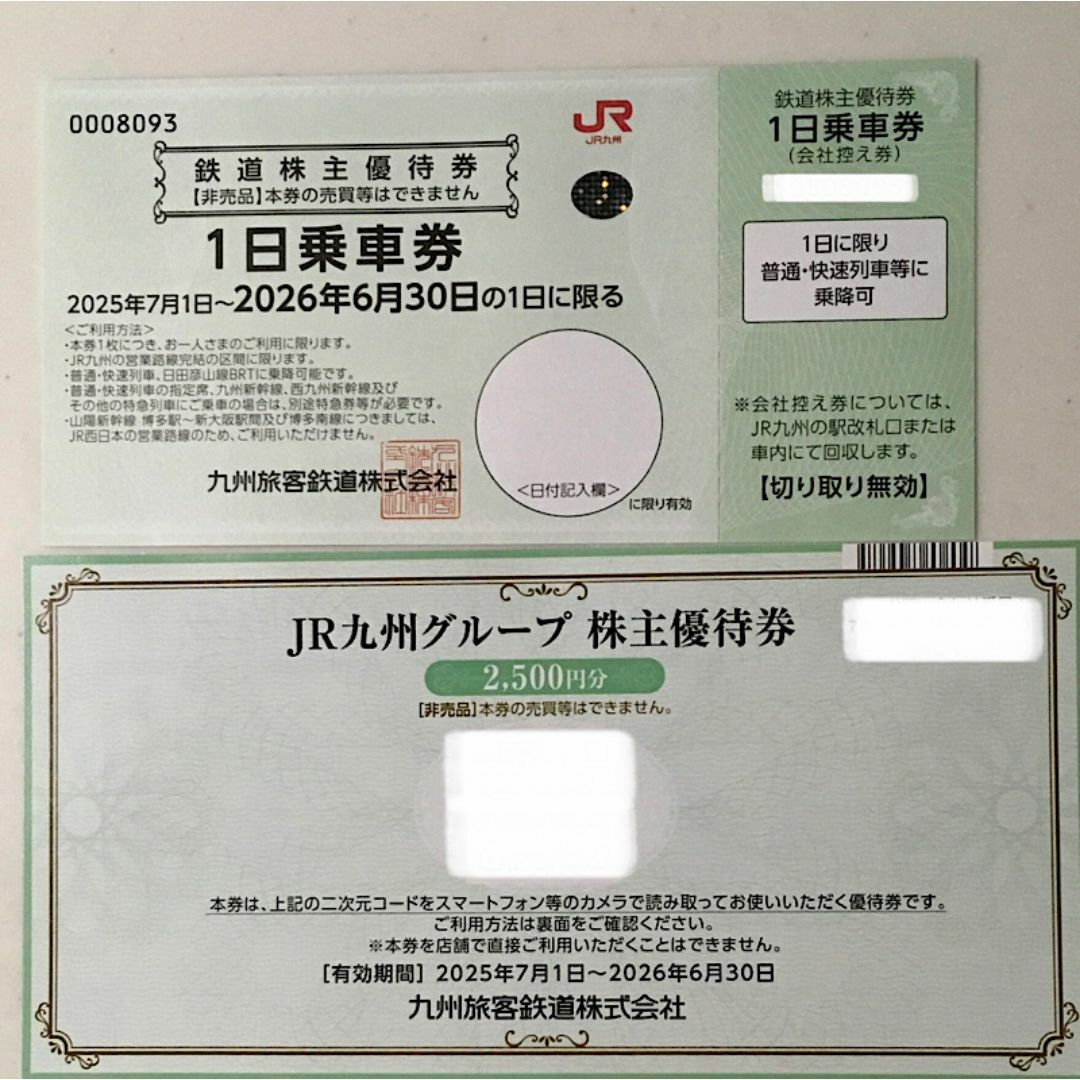 0008093
JR
JR九州
鉄道株主優待券
【非売品】本券の売買等はできません
1日乗車券
2025年7月1日〜2026年6月30日の1日に限る
<ご利用方法>
・本券1枚につき、お一人さまのご利用に限ります。
・JR九州の営業路線完結の区間に限ります。
・普通・快速列車、日田彦山線BRTに乗降可能です。
・普通・快速列車の指定席、九州新幹線、西九州新幹線及び
その他の特急列車にご乗車の場合は、別途特急券等が必要です。
・山陽新幹線 博多駅〜新大阪駅間及び博多南線につきましては、
JR西日本の営業路線のため、ご利用いただけません。
九州旅客鉄道株式会社
<日付記入欄>
に限り有効
鉄道株主優待券
1日乗車券
(会社控え券)
1日に限り
普通・快速列車等に
乗降可
※会社控え券については、
JR九州の駅改札口または
車内にて回収します。
【切り取り無効】
JR九州グループ 株主優待券
2,500円分
[非売品]本券の売買等はできません。
本券は、上記の二次元コードをスマートフォン等のカメラで読み取ってお使いいただく優待券です。
ご利用方法は裏面をご確認ください。
※本券を店舗で直接ご利用いただくことはできません。
[有効期間] 2025年7月1日〜2026年6月30日
九州旅客鉄道株式会社